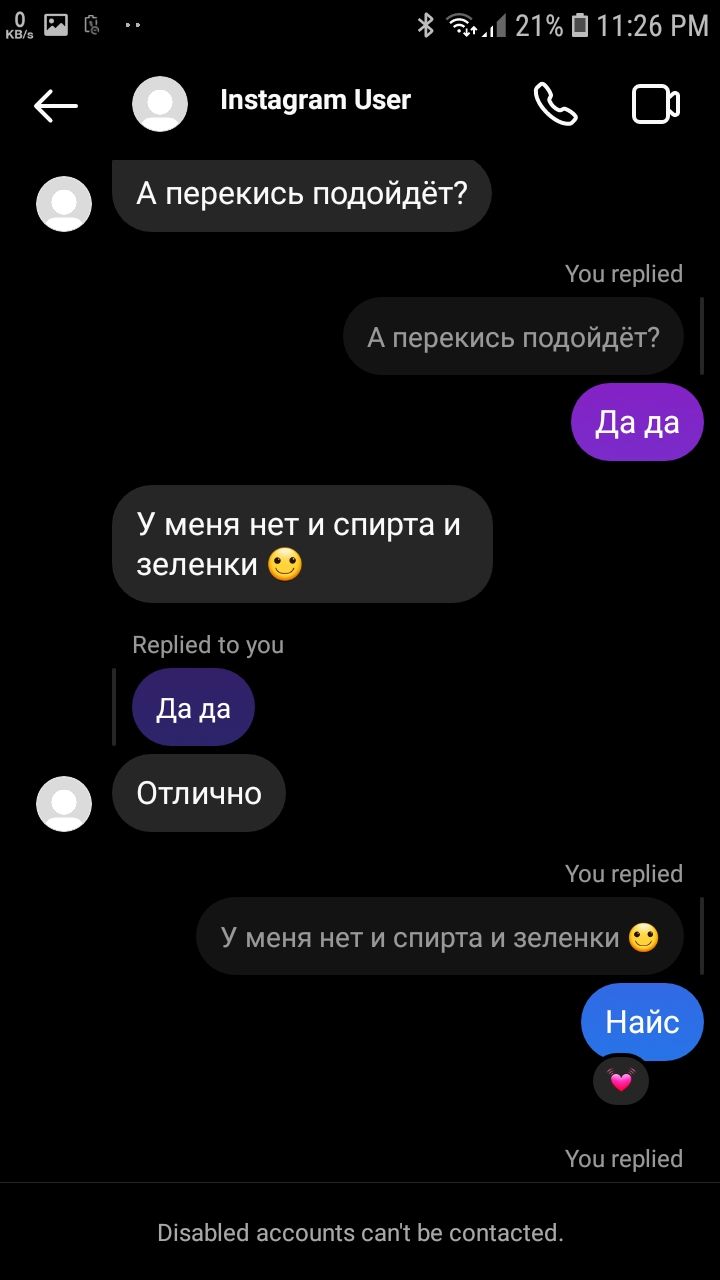 0
KB/s
21%
11:26 PM
Instagram User
А перекись подойдёт?
You replied
А перекись подойдёт?
Да да
У меня нет и спирта и
зеленки 🙂
Replied to you
Да да
Отлично
You replied
У меня нет и спирта и зеленки 🙂
Найс
💓
You replied
Disabled accounts can't be contacted.